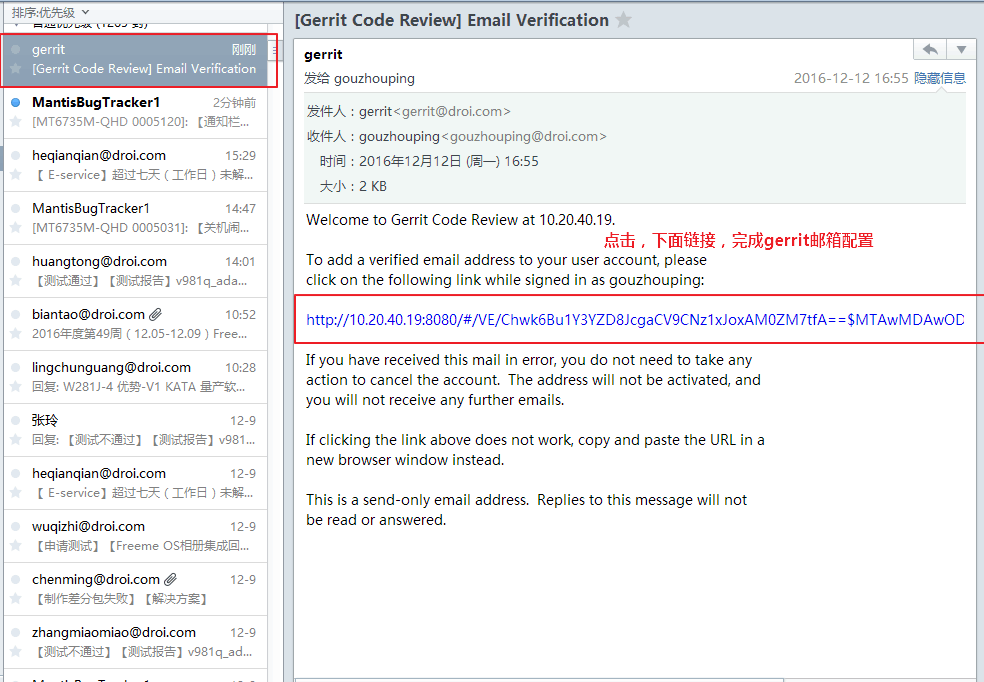 排序:优先级
普通优先级
gerrit 刚刚
[Gerrit Code Review] Email Verification
MantisBugTracker1 2分钟前
[MT6735M-QHD 0005120]: 【通知栏...
heqianqian@droi.com 15:29
【 E-service】超过七天（工作日）未解...
MantisBugTracker1 14:47
[MT6735M-QHD 0005031]: 【关机闹...
huangtong@droi.com 14:01
【测试通过】【测试报告】v981q_ada...
biantao@droi.com 10:52
2016年度第49周（12.05-12.09）Free...
lingchunguang@droi.com 10:28
回复: W281J-4 优势-V1 KATA 量产软...
张玲 12-9
回复: 【测试不通过】【测试报告】v981...
heqianqian@droi.com 12-9
【 E-service】超过七天（工作日）未解...
wuqizhi@droi.com 12-9
【申请测试】【Freeme OS相册集成回...
chenming@droi.com 12-9
【制作差分包失败】【解决方案】
zhangmiaomiao@droi.com 12-9
【测试不通过】【测试报告】v981q_ad...
[Gerrit Code Review] Email Verification
gerrit
发给 gouzhouping 2016-12-12 16:55 隐藏信息
发件人：gerrit<gerrit@droi.com>
收件人：gouzhouping<gouzhouping@droi.com>
时间：2016年12月12日 (周一) 16:55
大小：2 KB
Welcome to Gerrit Code Review at 10.20.40.19.
点击，下面链接，完成gerrit邮箱配置
To add a verified email address to your user account, please
click on the following link while signed in as gouzhouping:
http://10.20.40.19:8080/#/VE/Chwk6Bu1Y3YZD8JcgaCV9CNz1xJoxAM0ZM7tfA==$MTAwMDAwOD
If you have received this mail in error, you do not need to take any
action to cancel the account.  The address will not be activated, and
you will not receive any further emails.
If clicking the link above does not work, copy and paste the URL in a
new browser window instead.
This is a send-only email address.  Replies to this message will not
be read or answered.